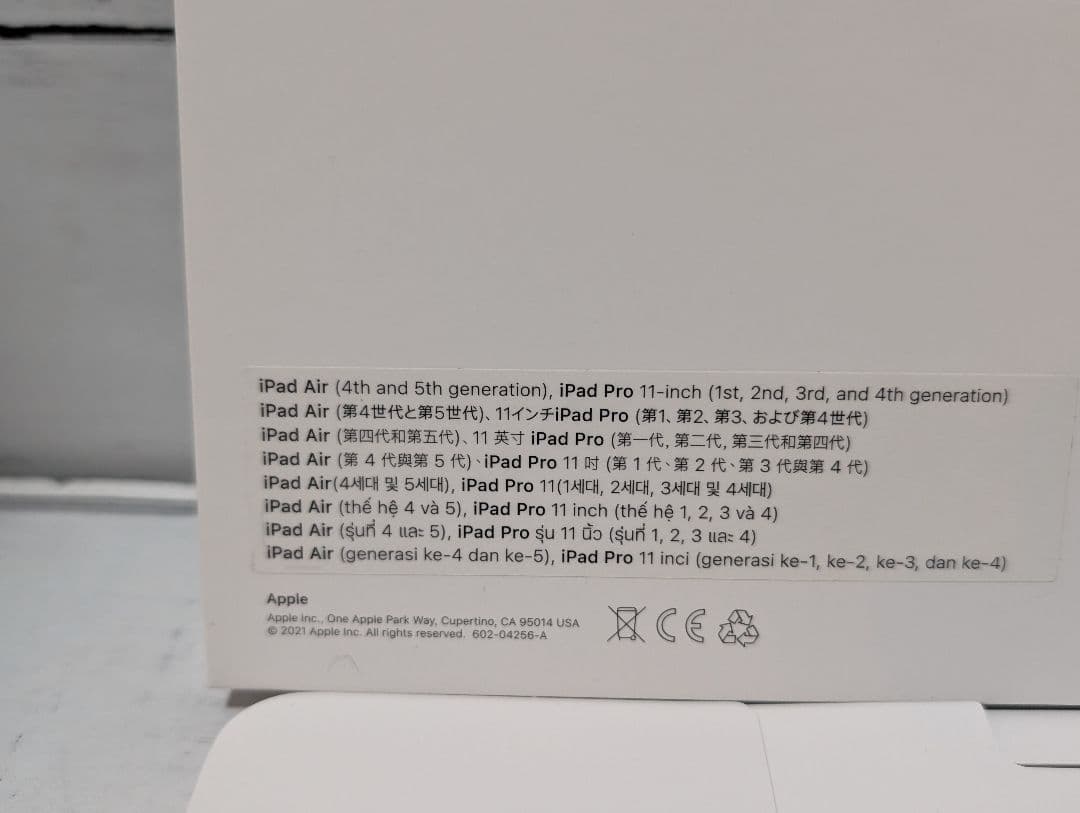 iPad Air (4th and 5th generation), iPad Pro 11-inch (1st, 2nd, 3rd, and 4th generation)
iPad Air (第4世代と第5世代)、11インチiPad Pro (第1、第2、第3、および第4世代)
iPad Air (第四代和第五代)、11 英寸 iPad Pro (第一代, 第二代, 第三代和第四代)
iPad Air (第 4 代與第 5 代)、iPad Pro 11 吋 (第 1 代、第 2 代、第 3 代與第 4 代)
iPad Air(4세대 및 5세대), iPad Pro 11(1세대, 2세대, 3세대 및 4세대)
iPad Air (thế hệ 4 và 5), iPad Pro 11 inch (thế hệ 1, 2, 3 và 4)
iPad Air (รุ่นที่ 4 และ 5), iPad Pro รุ่น 11 นิ้ว (รุ่นที่ 1, 2, 3 และ 4)
iPad Air (generasi ke-4 dan ke-5), iPad Pro 11 inci (generasi ke-1, ke-2, ke-3, dan ke-4)
Apple
Apple Inc., One Apple Park Way, Cupertino, CA 95014 USA
© 2021 Apple Inc. All rights reserved. 602-04256-A
CE